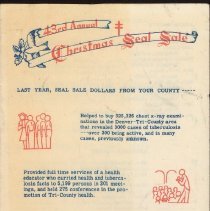 43rd Annual
Christmas Seal Sale
LAST YEAR, SEAL SALE DOLLARS FROM YOUR COUNTY -----
Helped to buy 325,326 chest x-ray exami-
nations in the Denver-Tri-County area
that revealed 3000 cases of tuberculosis
-- over 300 being active, and in many
cases, previously unknown.
Provided full time services of a health
educator who carried health and tubercu-
losis facts to 5,199 persons in 201 meet-
ings, and held 275 conferences in the pro-
motion of Tri-County health.